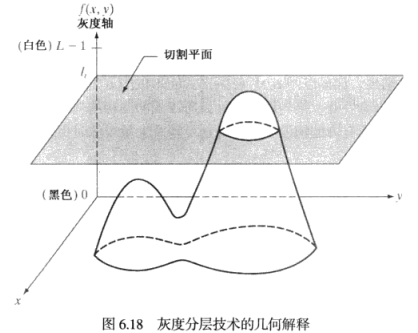 f(x, y)
灰度轴
(白色) L − 1
l_i
切割平面
(黑色) 0
y
x
图 6.18 灰度分层技术的几何解释